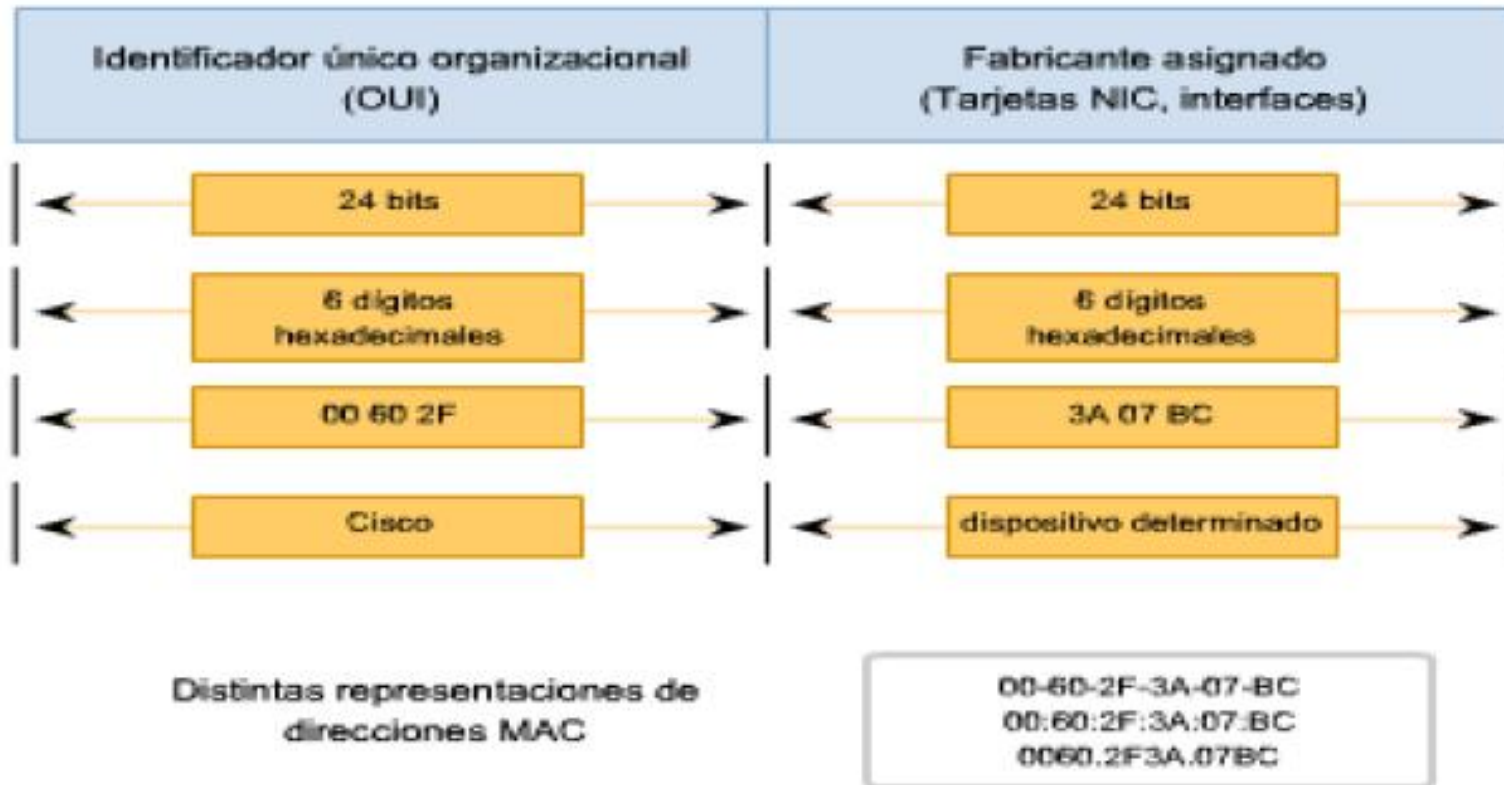 Identificador único organizacional
(OUI)
Fabricante asignado
(Tarjetas NIC, interfaces)
24 bits
24 bits
6 dígitos
hexadecimales
6 dígitos
hexadecimales
00 60 2F
3A 07 BC
Cisco
dispositivo determinado
Distintas representaciones de
direcciones MAC
00-60-2F-3A-07-BC
00:60:2F:3A:07:BC
0060.2F3A.07BC